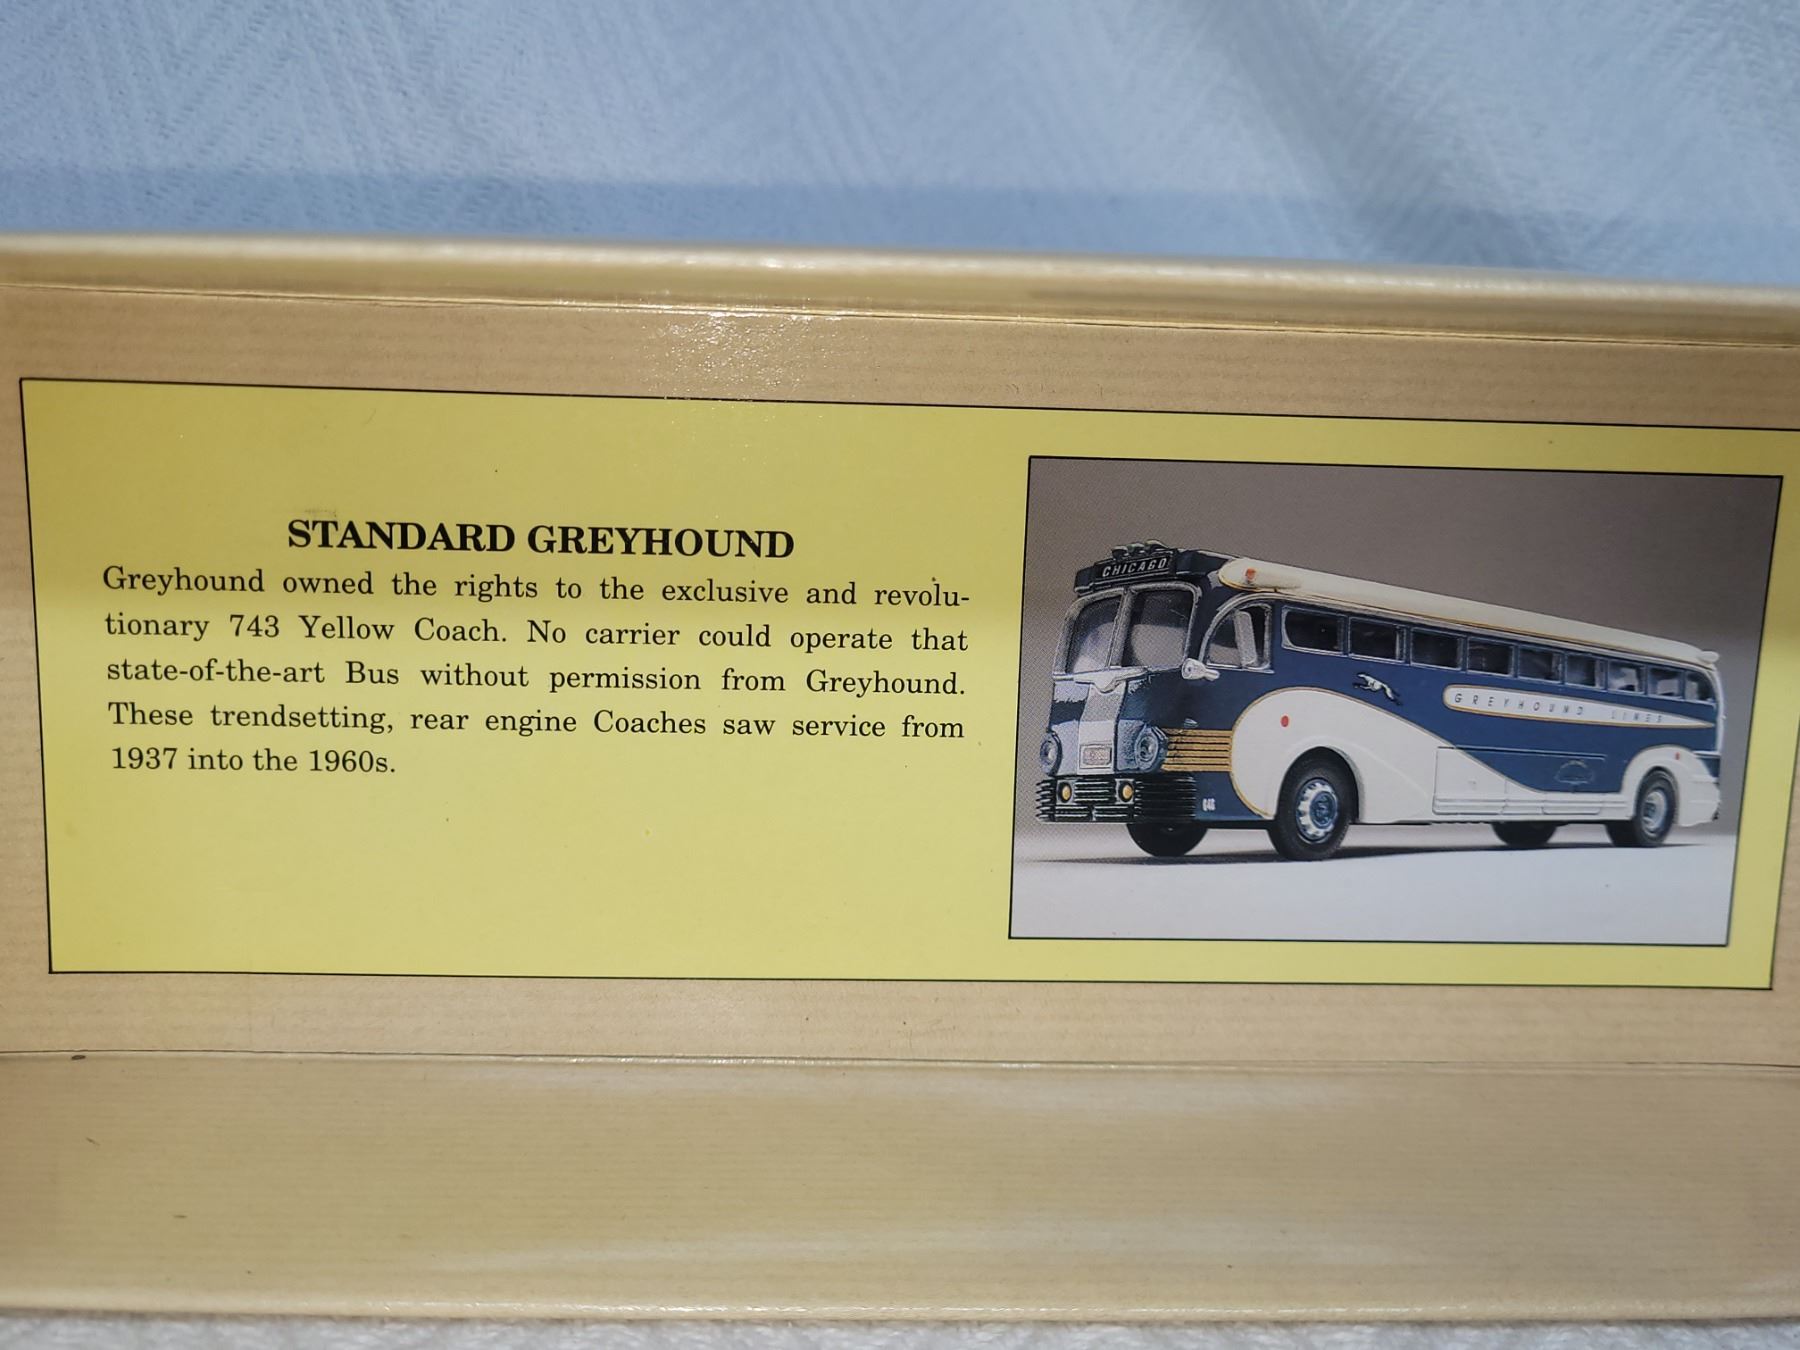 STANDARD GREYHOUND
Greyhound owned the rights to the exclusive and revolu-
tionary 743 Yellow Coach. No carrier could operate that
state-of-the-art Bus without permission from Greyhound.
These trendsetting, rear engine Coaches saw service from
1937 into the 1960s.
CHICAGO
GREYHOUND LINES